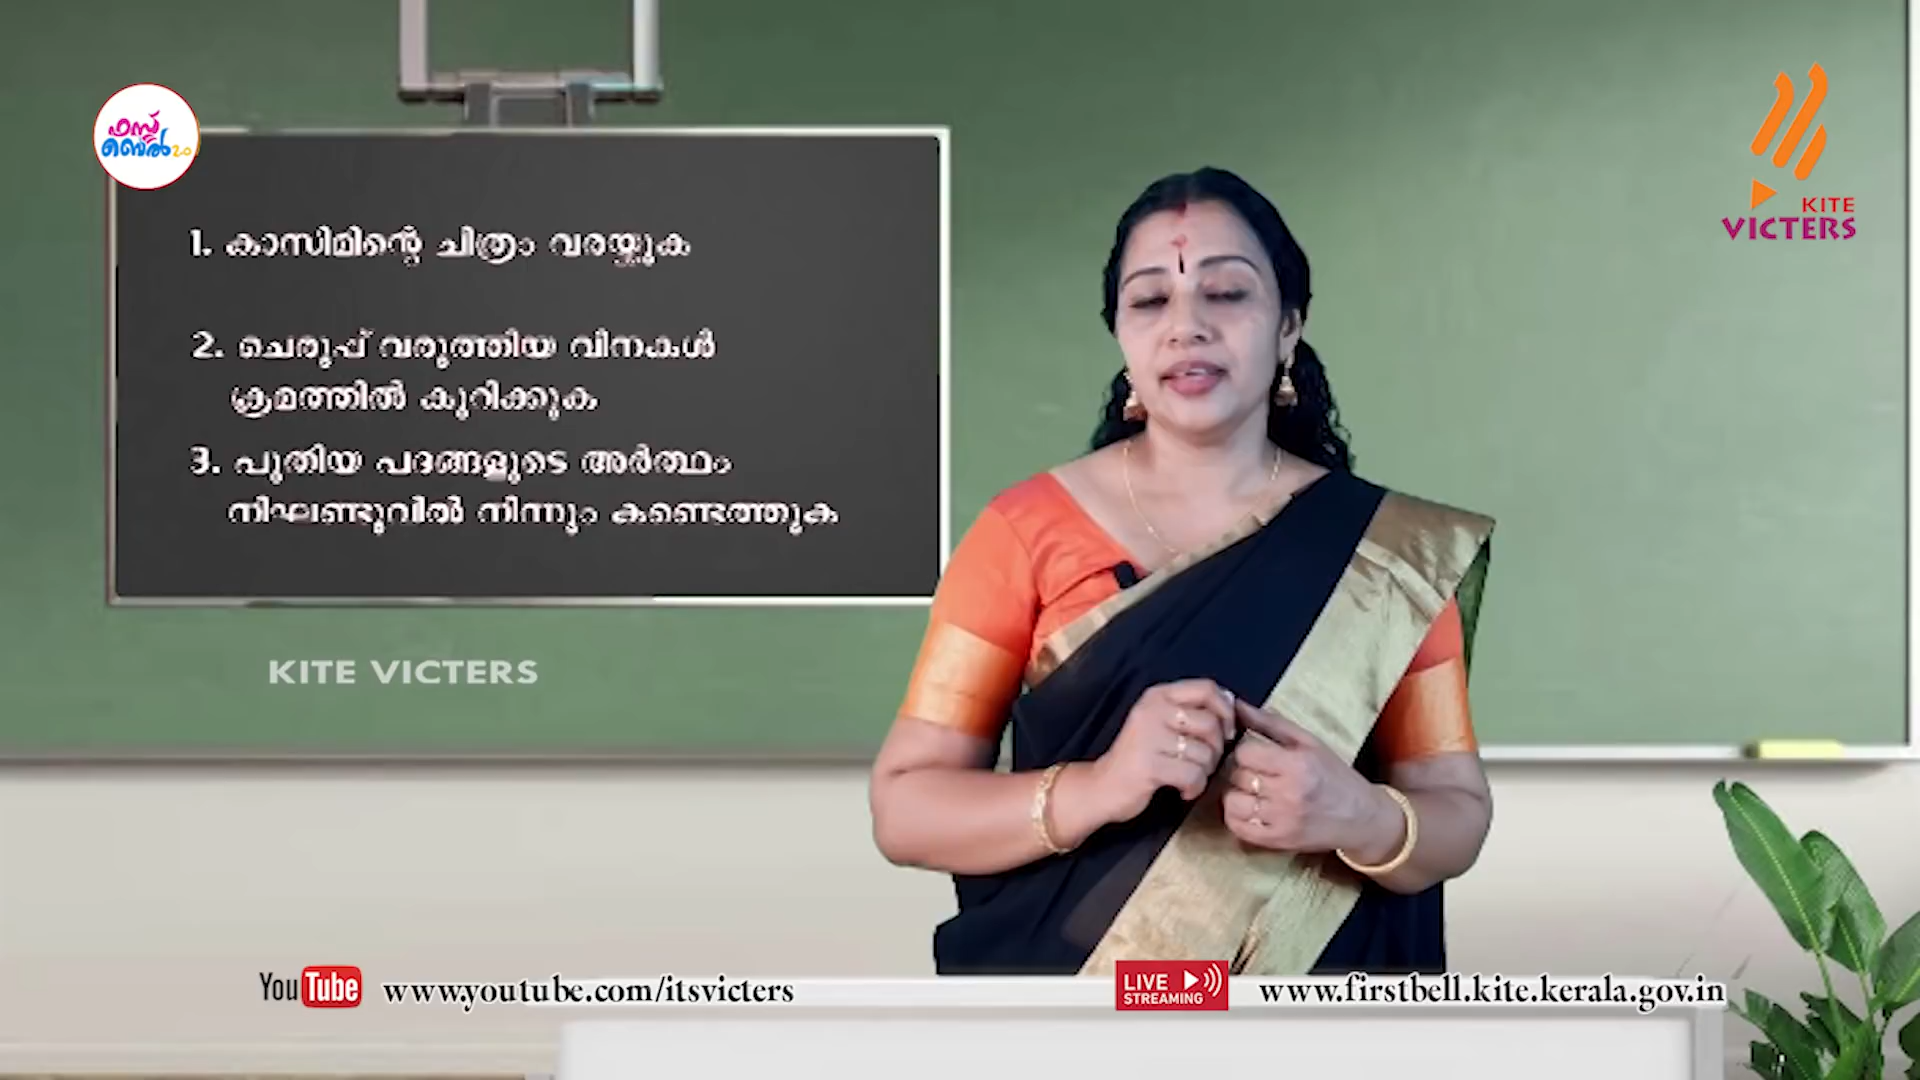 ഫസ്റ്റ്
ബെൽ 2.0
KITE
VICTERS
1. കാസിമിന്റെ ചിത്രം വരയ്ക്കുക
2. ചെരുപ്പ് വരുത്തിയ വിനകൾ
ക്രമത്തിൽ കുറിക്കുക
3. പുതിയ പദങ്ങളുടെ അർത്ഥം
നിഘണ്ടുവിൽ നിന്നും കണ്ടെത്തുക
KITE VICTERS
YouTube www.youtube.com/itsvicters
LIVE
STREAMING
www.firstbell.kite.kerala.gov.in